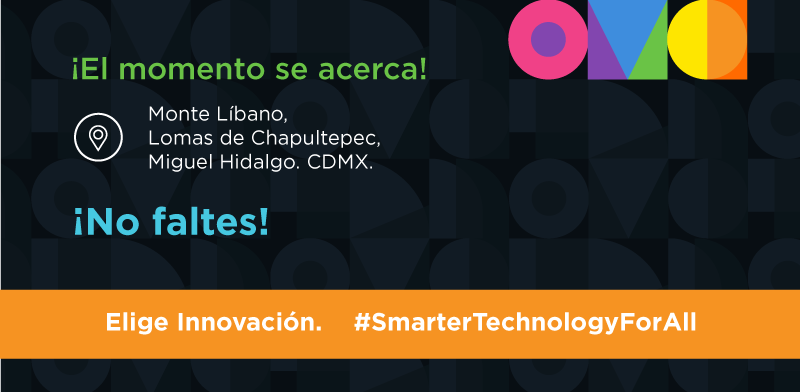 ¡El momento se acerca!
Monte Líbano,
Lomas de Chapultepec,
Miguel Hidalgo. CDMX.
¡No faltes!
Elige Innovación. #SmarterTechnologyForAll